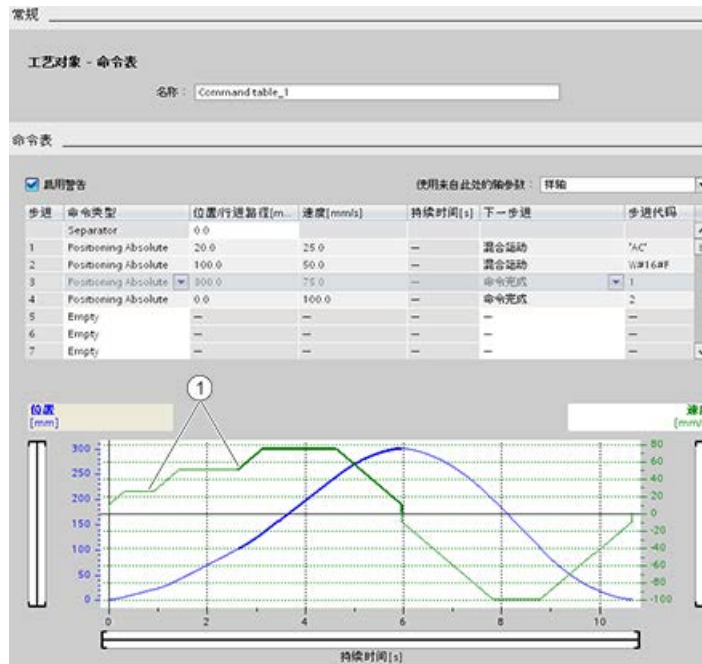 常规
工艺对象 - 命令表
名称： Command table_1
命令表
启用警告 使用来自此处的轴参数： 样轴
步进 命令类型 位置/行进路径[m... 速度[mm/s] 持续时间[s] 下一步进 步进代码
Separator 0.0
1 Positioning Absolute 20.0 25.0 — 混合运动 "AC"
2 Positioning Absolute 100.0 50.0 — 混合运动 W#16#F
3 Positioning Absolute 300.0 75.0 — 命令完成 1
4 Positioning Absolute 0.0 100.0 — 命令完成 2
5 Empty — — — — —
6 Empty — — — — —
7 Empty — — — — —
1
位置 速度
[mm] [mm/
300 80
250 60
200 40
150 20
100 0
50 -20
0 -40
-60
-80
-100
0 2 4 6 8 10
持续时间[s]